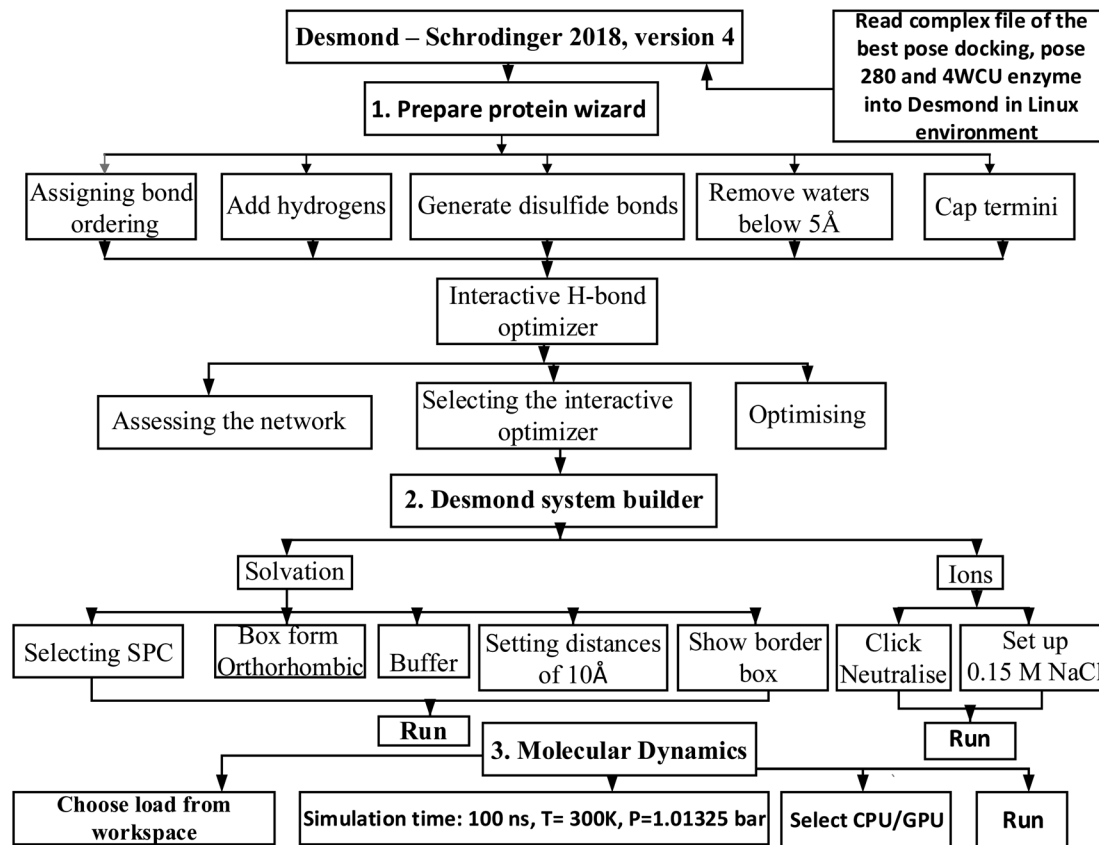 Desmond – Schrodinger 2018, version 4
Read complex file of the
best pose docking, pose
280 and 4WCU enzyme
into Desmond in Linux
environment
1. Prepare protein wizard
Assigning bond
ordering
Add hydrogens
Generate disulfide bonds
Remove waters
below 5Å
Cap termini
Interactive H-bond
optimizer
Assessing the network
Selecting the interactive
optimizer
Optimising
2. Desmond system builder
Solvation
Ions
Selecting SPC
Box form
Orthorhombic
Buffer
Setting distances
of 10Å
Show border
box
Click
Neutralise
Set up
0.15 M NaCl
Run
Run
3. Molecular Dynamics
Choose load from
workspace
Simulation time: 100 ns, T= 300K, P=1.01325 bar
Select CPU/GPU
Run